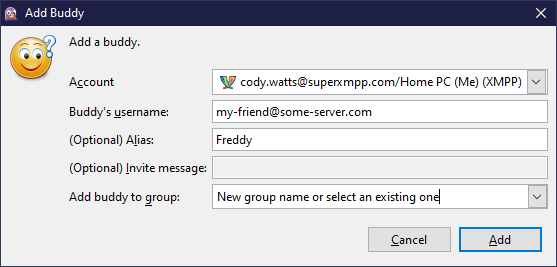 Add Buddy
Add a buddy.
Account cody.watts@superxmpp.com/Home PC (Me) (XMPP)
Buddy's username: my-friend@some-server.com
(Optional) Alias: Freddy
(Optional) Invite message:
Add buddy to group: New group name or select an existing one
Cancel Add